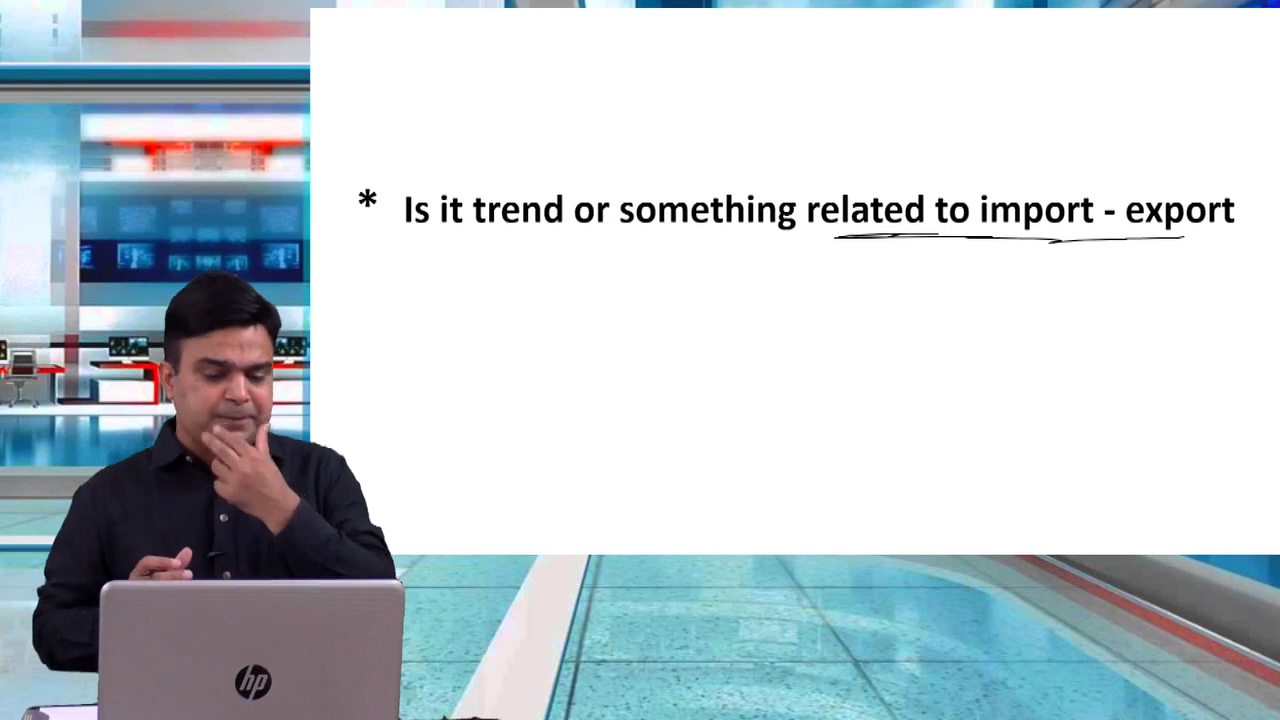 * Is it trend or something related to import - export
hp